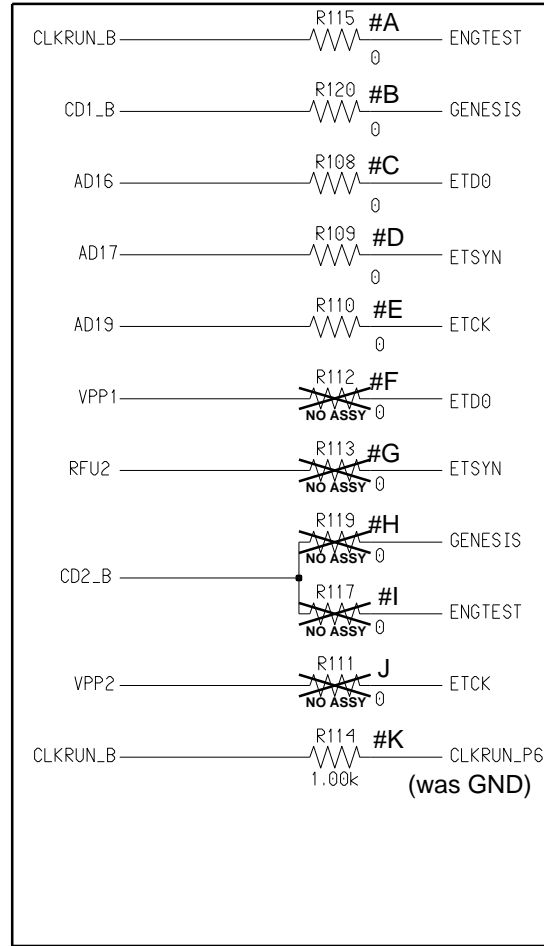 R115 #A
CLKRUN_B ENGTEST
0
R120 #B
CD1_B GENESIS
0
R108 #C
AD16 ETD0
0
R109 #D
AD17 ETSYN
0
R110 #E
AD19 ETCK
0
R112 #F
VPP1 ETD0
NO ASSY 0
R113 #G
RFU2 ETSYN
NO ASSY 0
R119 #H
GENESIS
NO ASSY 0
CD2_B
R117 #I
ENGTEST
NO ASSY 0
R111 J
VPP2 ETCK
NO ASSY 0
R114 #K
CLKRUN_B CLKRUN_P6
1.00k
(was GND)